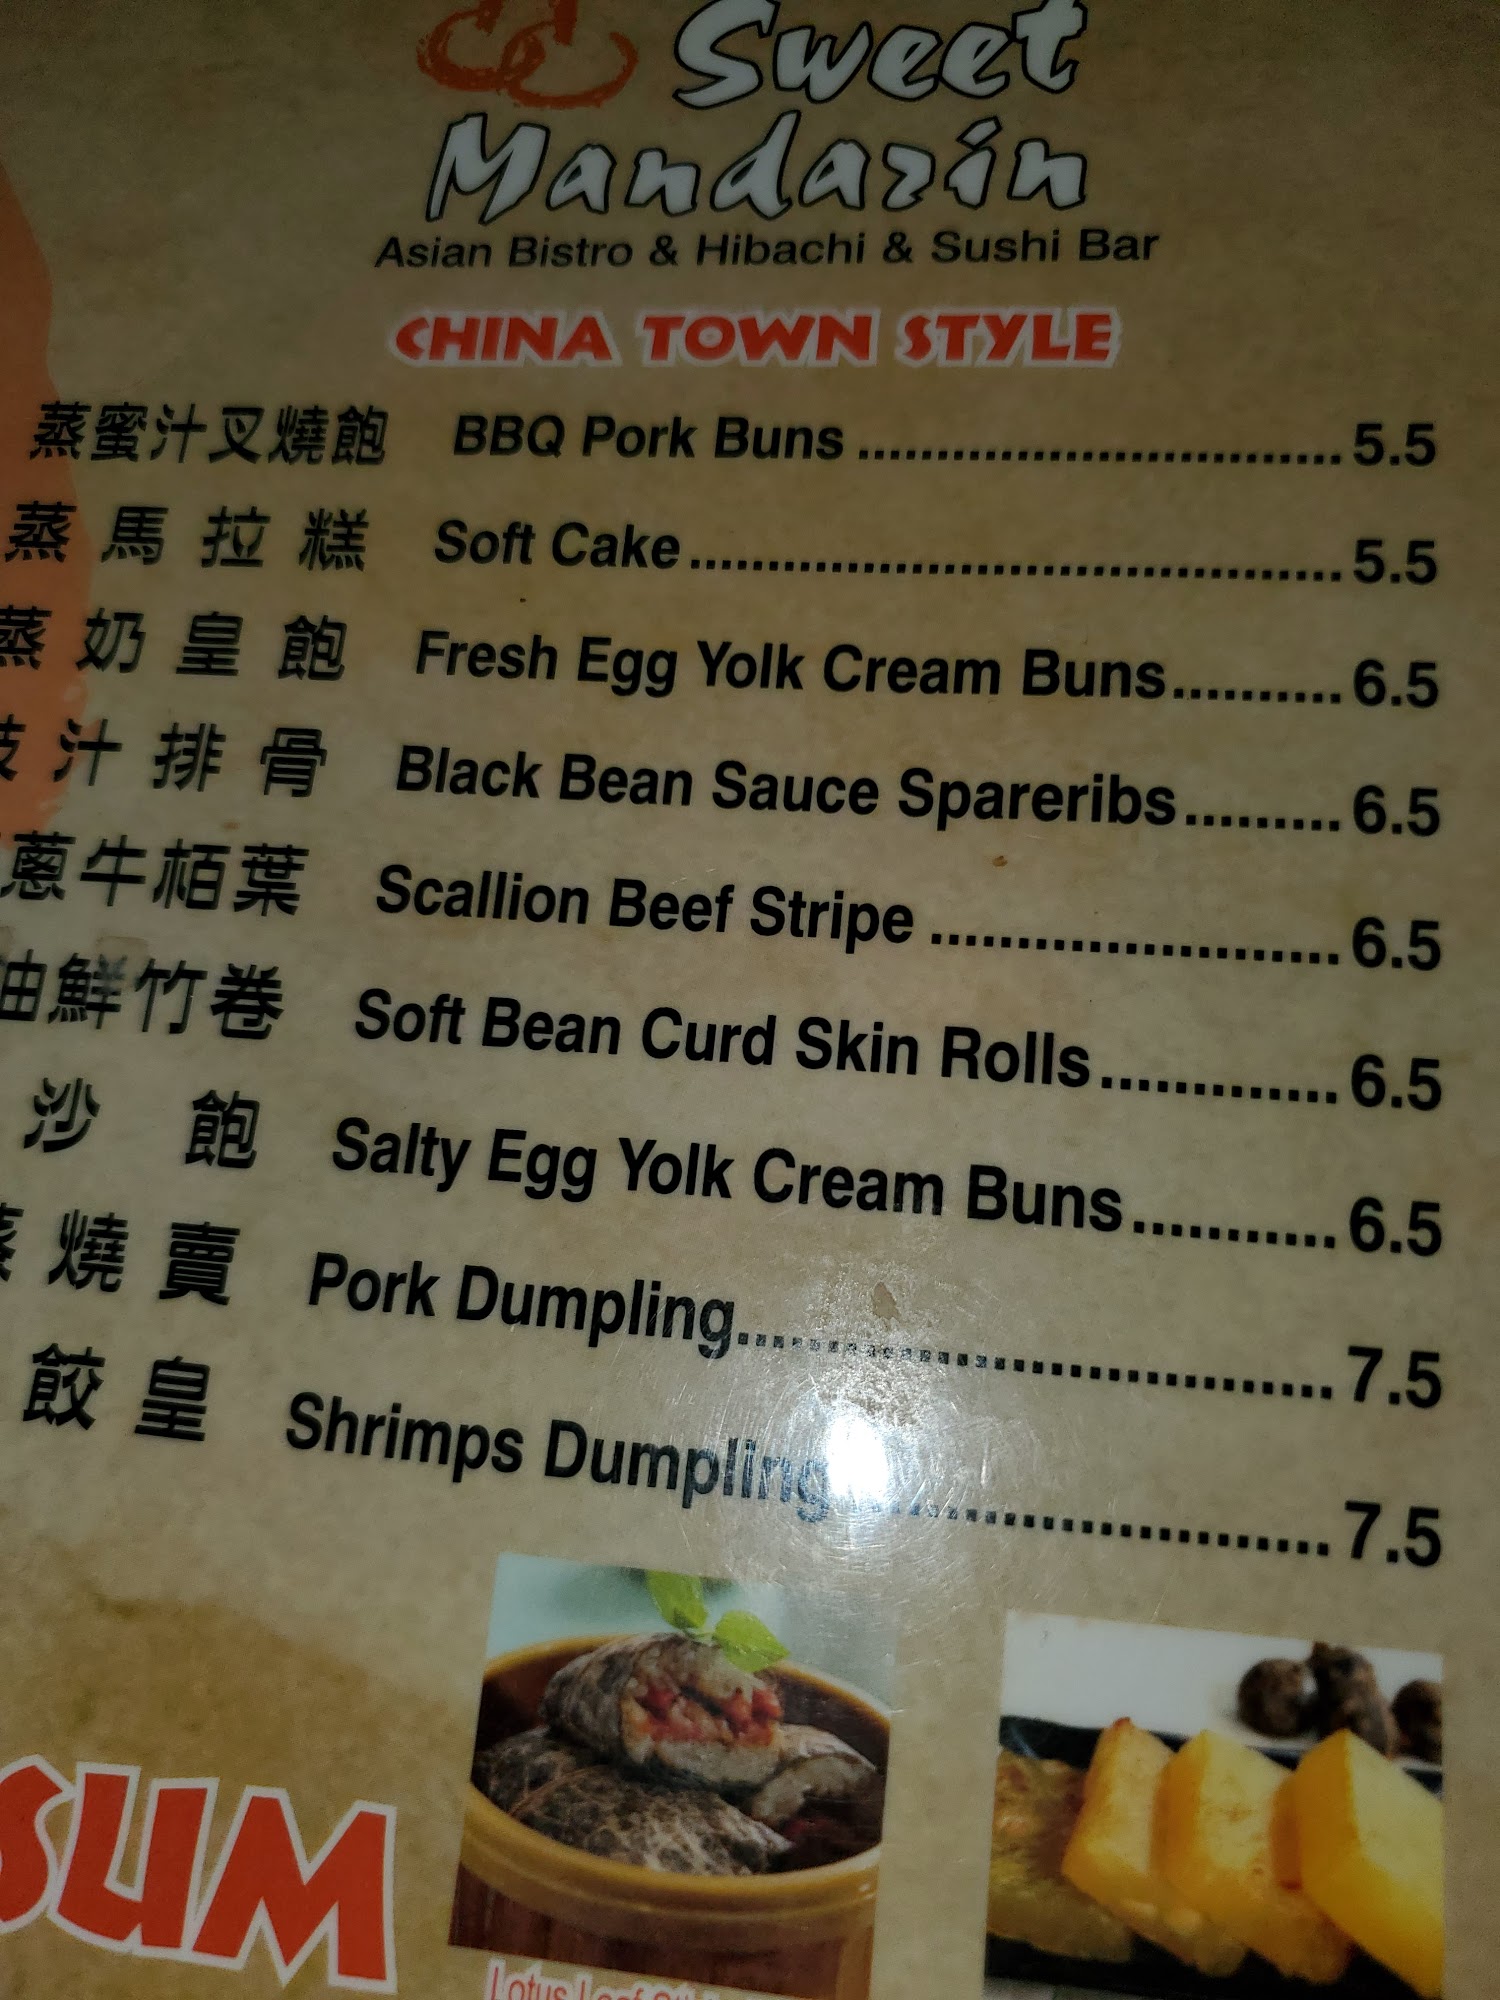 Sweet
Mandarin
Asian Bistro & Hibachi & Sushi Bar
CHINA TOWN STYLE
蒸蜜汁叉燒飽 BBQ Pork Buns 5.5
蒸馬拉糕 Soft Cake 5.5
蒸奶皇飽 Fresh Egg Yolk Cream Buns 6.5
汁排骨 Black Bean Sauce Spareribs 6.5
蔥牛栢葉 Scallion Beef Stripe 6.5
油鮮竹卷 Soft Bean Curd Skin Rolls 6.5
沙飽 Salty Egg Yolk Cream Buns 6.5
蒸燒賣 Pork Dumpling 7.5
餃皇 Shrimps Dumpling 7.5
SUM
Lotus Leaf